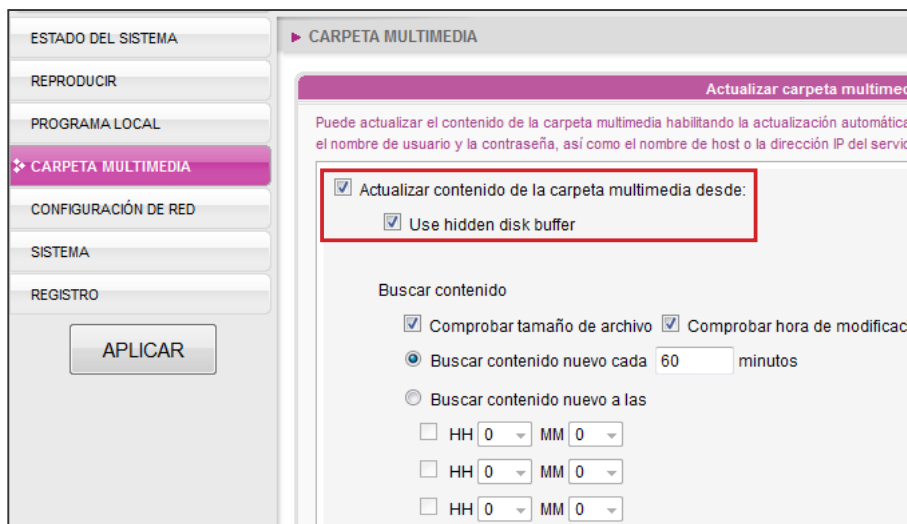 ESTADO DEL SISTEMA
REPRODUCIR
PROGRAMA LOCAL
CARPETA MULTIMEDIA
CONFIGURACIÓN DE RED
SISTEMA
REGISTRO
APLICAR
CARPETA MULTIMEDIA
Actualizar carpeta multimed
Puede actualizar el contenido de la carpeta multimedia habilitando la actualización automática
el nombre de usuario y la contraseña, así como el nombre de host o la dirección IP del servic
Actualizar contenido de la carpeta multimedia desde:
Use hidden disk buffer
Buscar contenido
Comprobar tamaño de archivo Comprobar hora de modificac
Buscar contenido nuevo cada 60 minutos
Buscar contenido nuevo a las
HH 0 MM 0
HH 0 MM 0
HH 0 MM 0